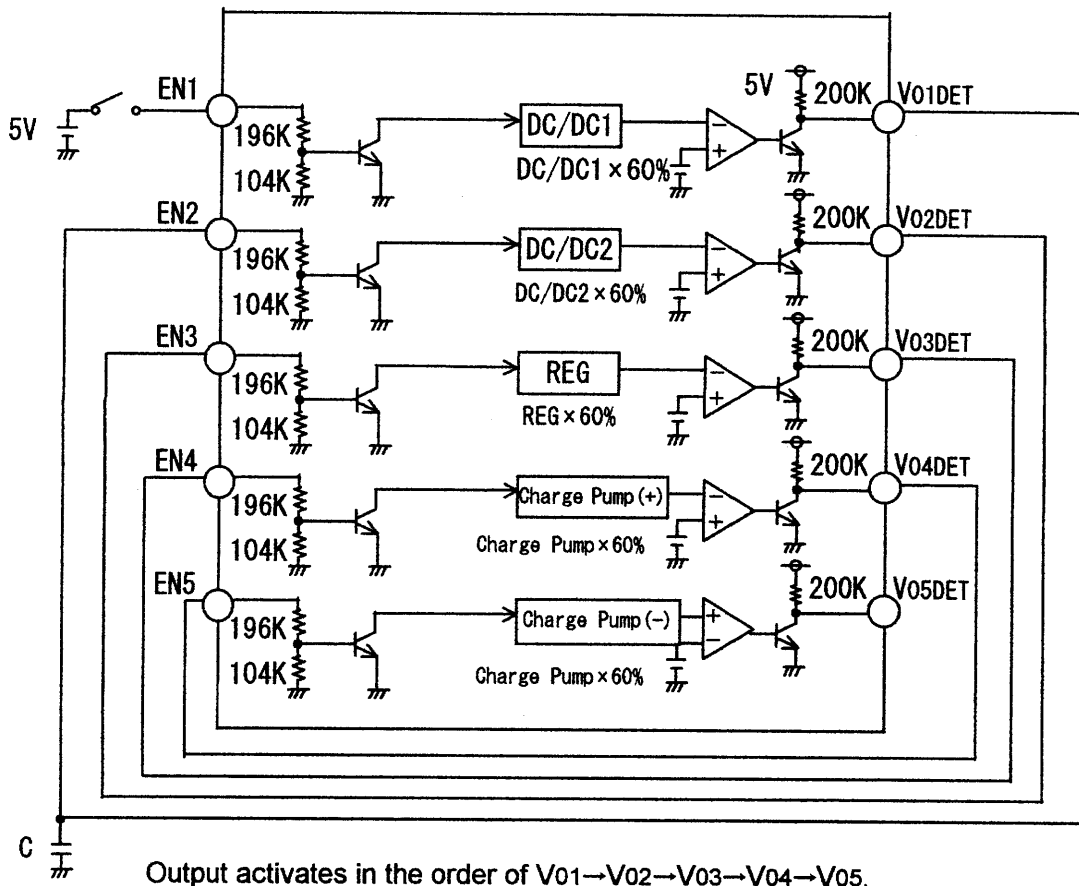 EN1
5V
196K
104K
DC/DC1
DC/DC1×60%
5V
200K
V01DET
EN2
196K
104K
DC/DC2
DC/DC2×60%
200K
V02DET
EN3
196K
104K
REG
REG×60%
200K
V03DET
EN4
196K
104K
Charge Pump(+)
Charge Pump×60%
200K
V04DET
EN5
196K
104K
Charge Pump(-)
Charge Pump×60%
200K
V05DET
C
Output activates in the order of V01→V02→V03→V04→V05.